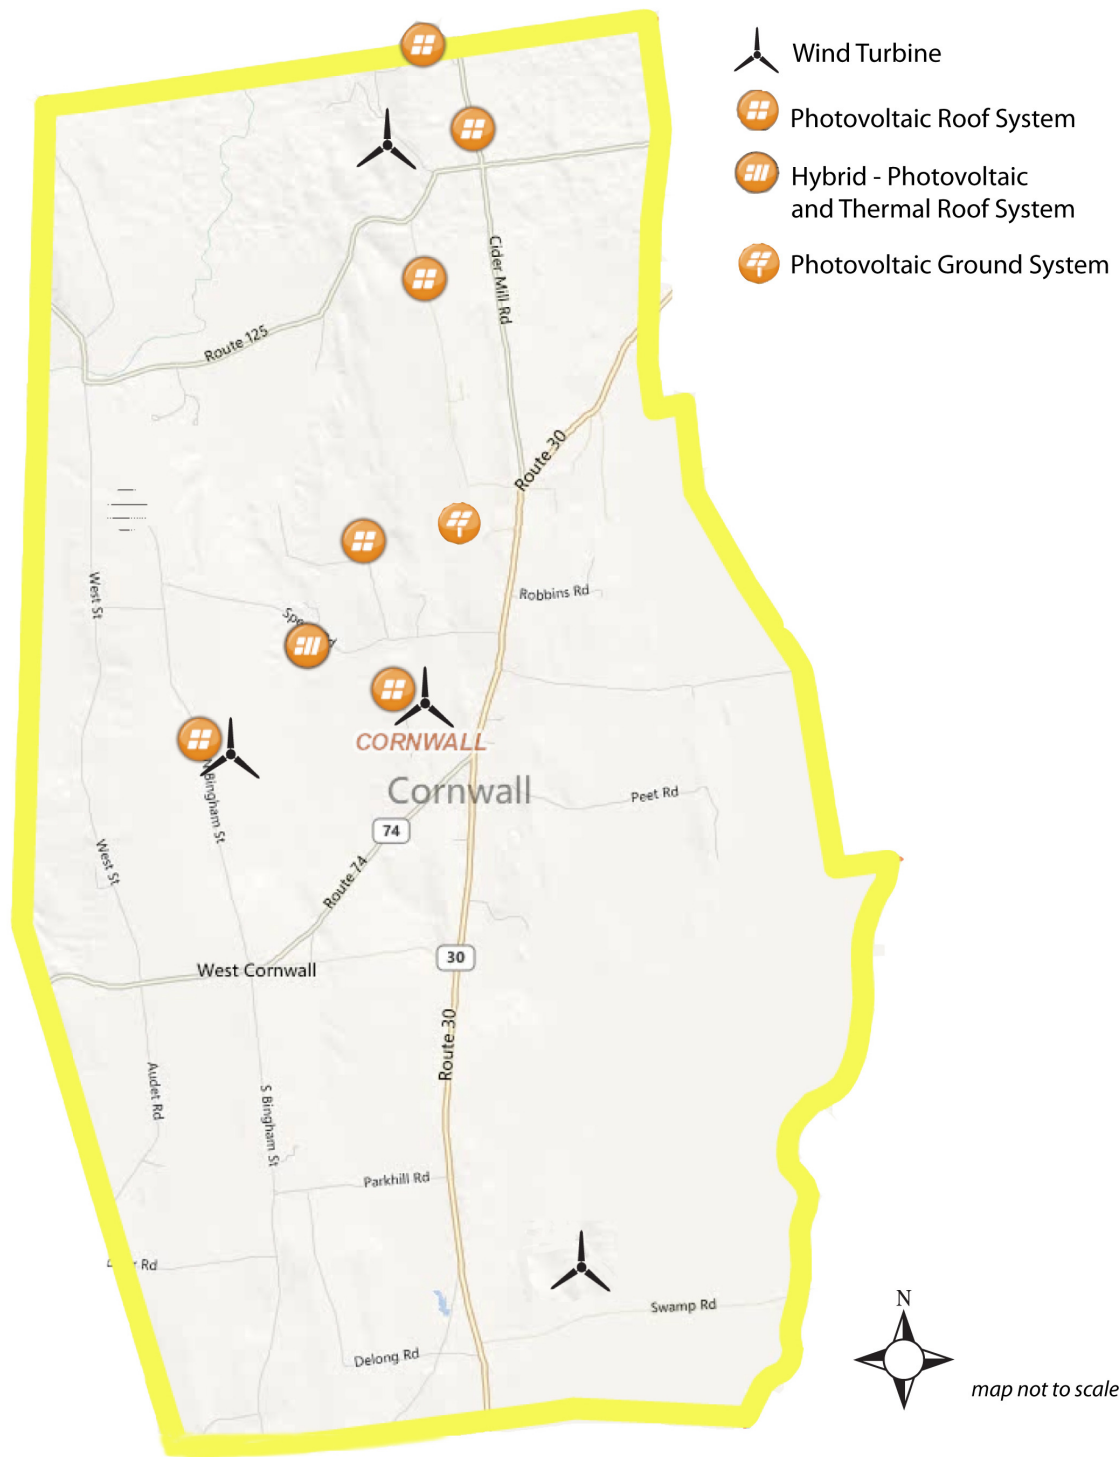 Wind Turbine
Photovoltaic Roof System
Hybrid - Photovoltaic
and Thermal Roof System
Photovoltaic Ground System
Cider Mill Rd
Route 125
Route 30
West St
Robbins Rd
CORNWALL
Cornwall
N Bingham St
Peet Rd
74
West St
Route 74
30
West Cornwall
Route 30
Audet Rd
S Bingham St
Parkhill Rd
Rd
Swamp Rd
Delong Rd
N
map not to scale